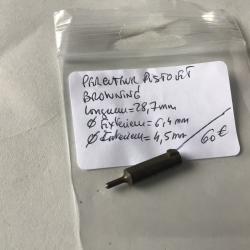 PERCUTEUR PISTOLET
BROWNING
Longueur = 28,7mm
Ø Extérieur = 6,4mm
Ø Intérieur = 4,5mm
60€